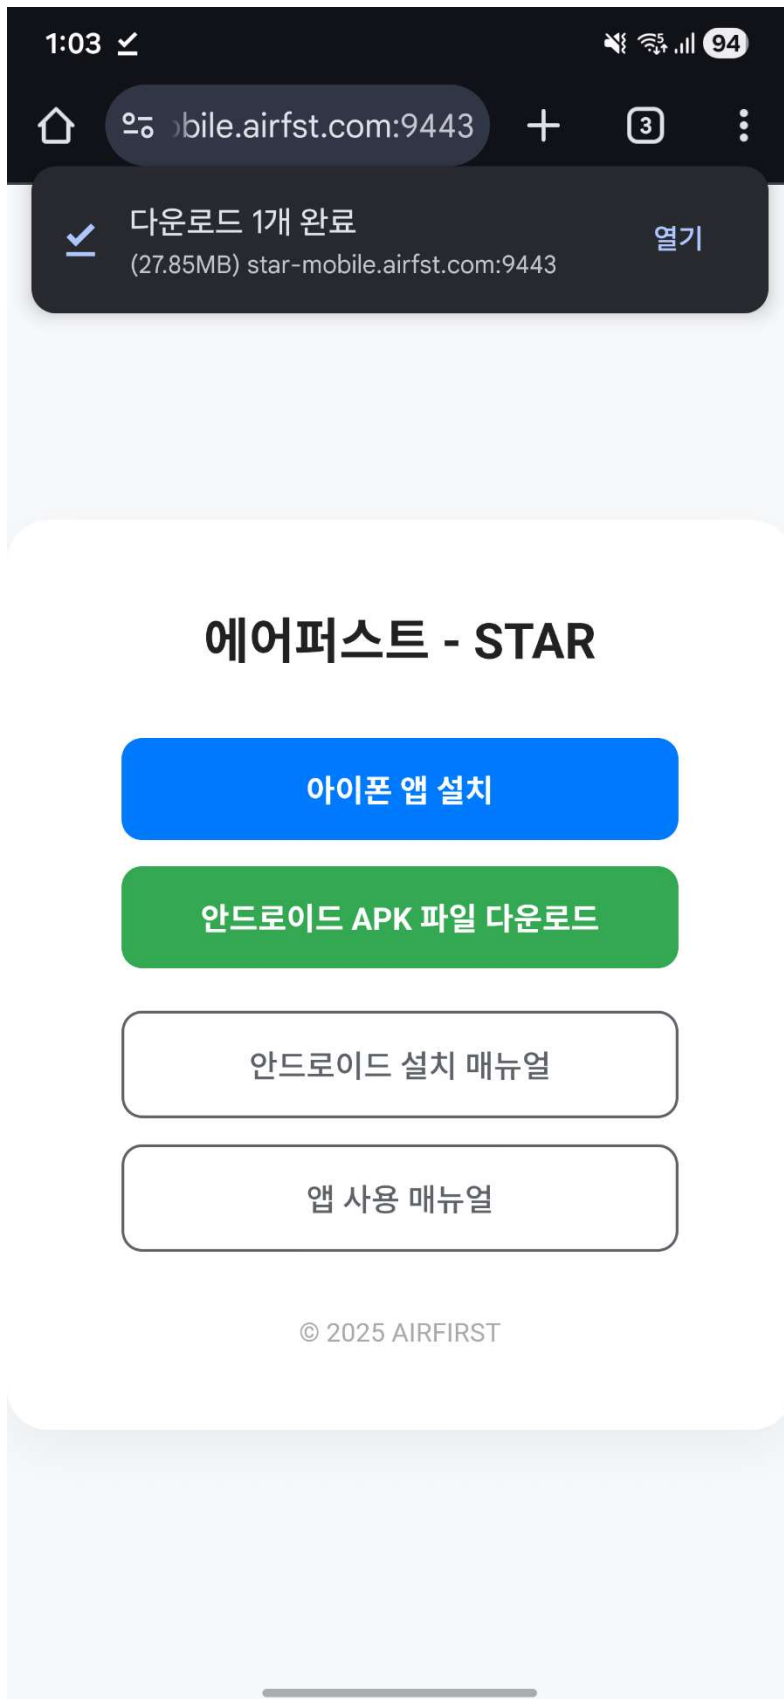 1:03
94
bile.airfst.com:9443
3
다운로드 1개 완료
열기
(27.85MB) star-mobile.airfst.com:9443
에어퍼스트 - STAR
아이폰 앱 설치
안드로이드 APK 파일 다운로드
안드로이드 설치 매뉴얼
앱 사용 매뉴얼
© 2025 AIRFIRST